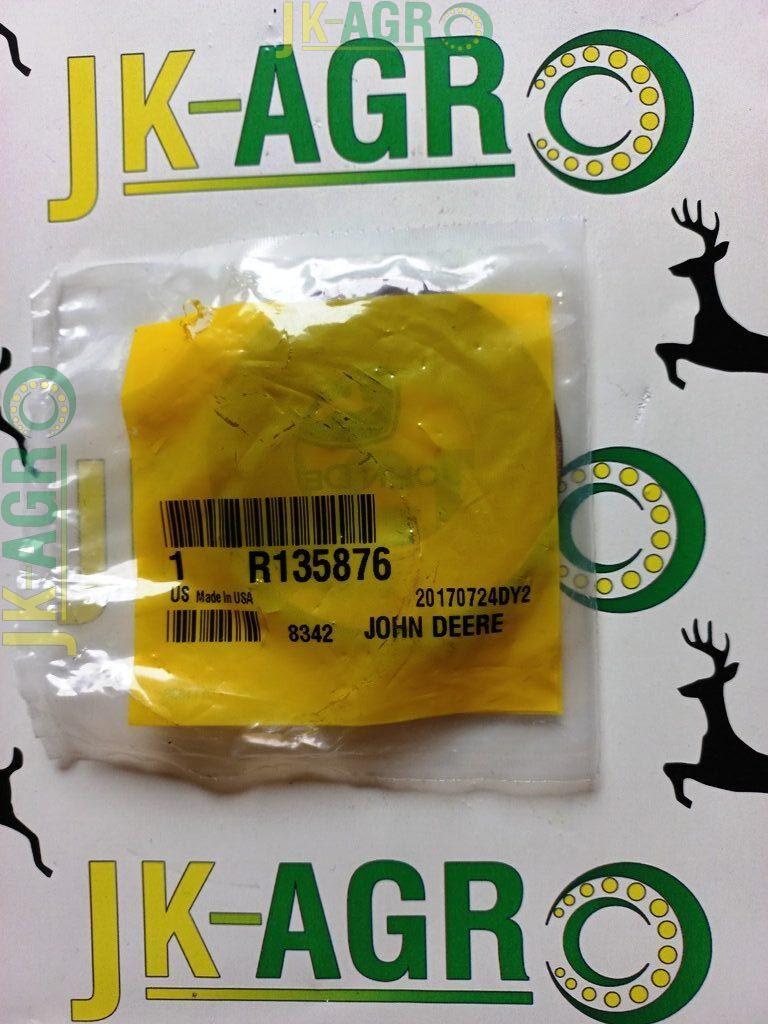 JK-AGRO
JK-AGRO
JK-AGRO
1 R135876
US Made In USA 20170724DY2
8342 JOHN DEERE
JK-AGRO